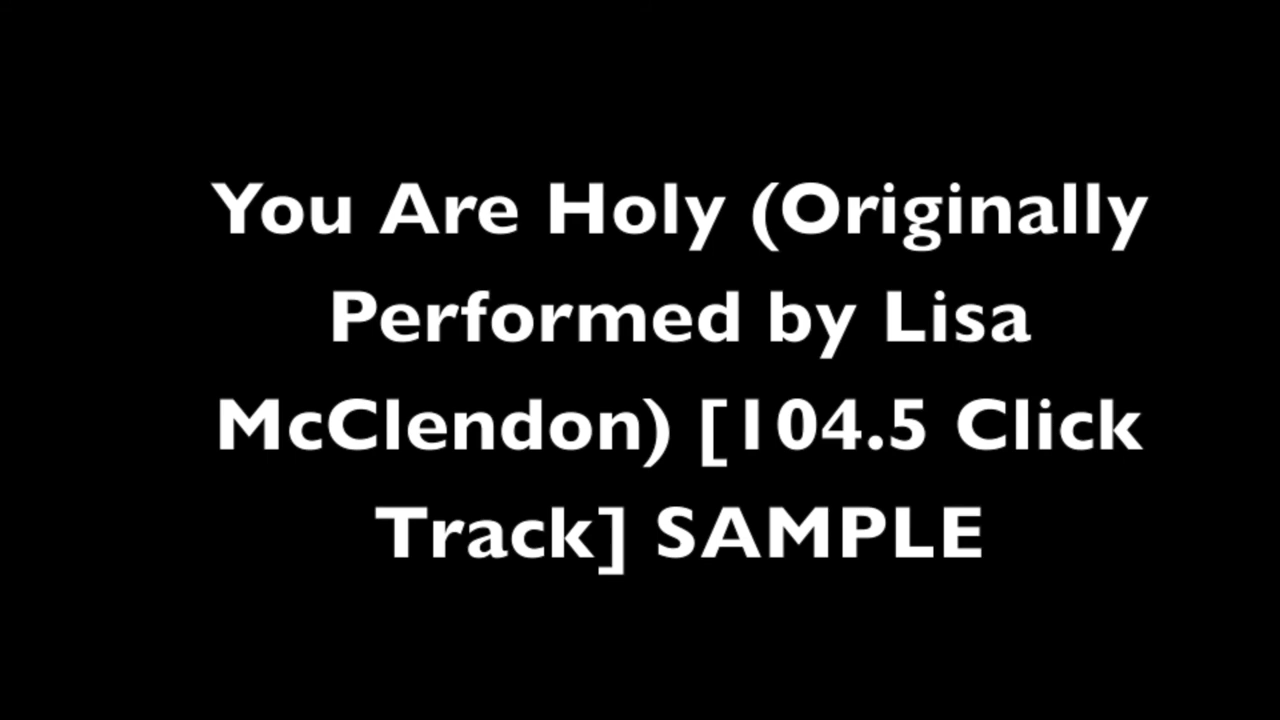 You Are Holy (Originally
Performed by Lisa
McClendon) [104.5 Click
Track] SAMPLE